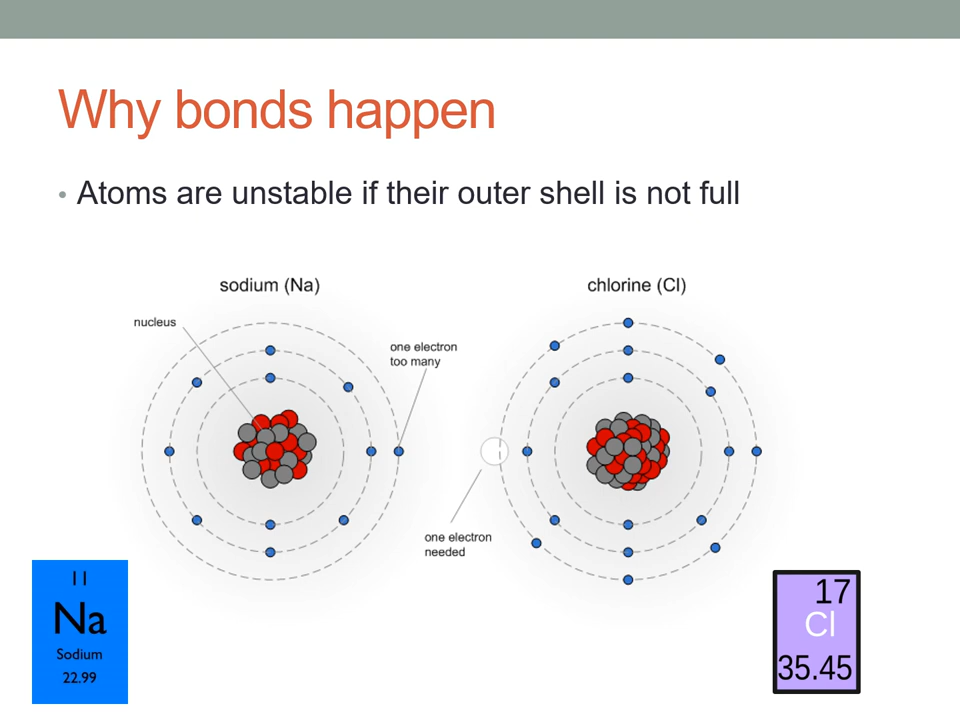 Why bonds happen
• Atoms are unstable if their outer shell is not full
sodium (Na)
chlorine (Cl)
nucleus
one electron
too many
one electron
needed
11
Na
Sodium
22.99
17
Cl
35.45